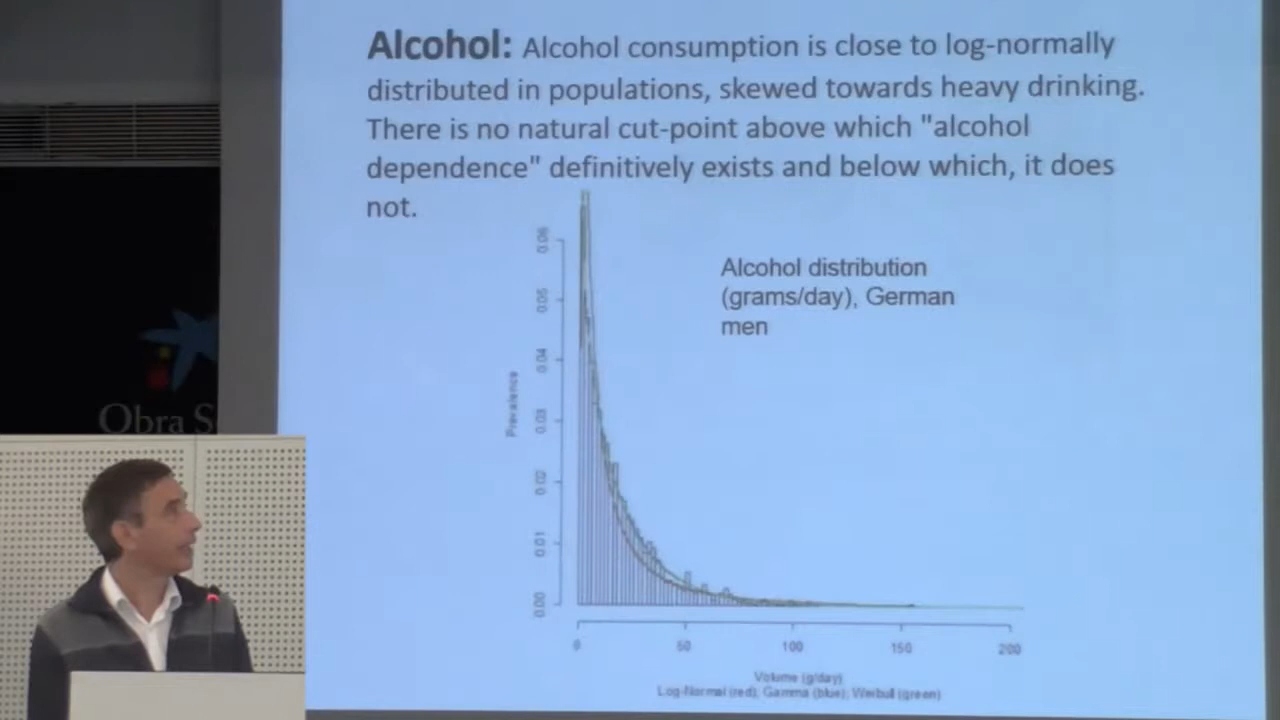 Alcohol: Alcohol consumption is close to log-normally
distributed in populations, skewed towards heavy drinking.
There is no natural cut-point above which "alcohol
dependence" definitively exists and below which, it does
not.
Alcohol distribution
(grams/day), German
men
Prevalence
0.06
0.05
0.04
0.03
0.02
0.01
0.00
0 50 100 150 200
Volume (g/day)
Log-Normal (red); Gamma (blue); Weibull (green)
Obra S